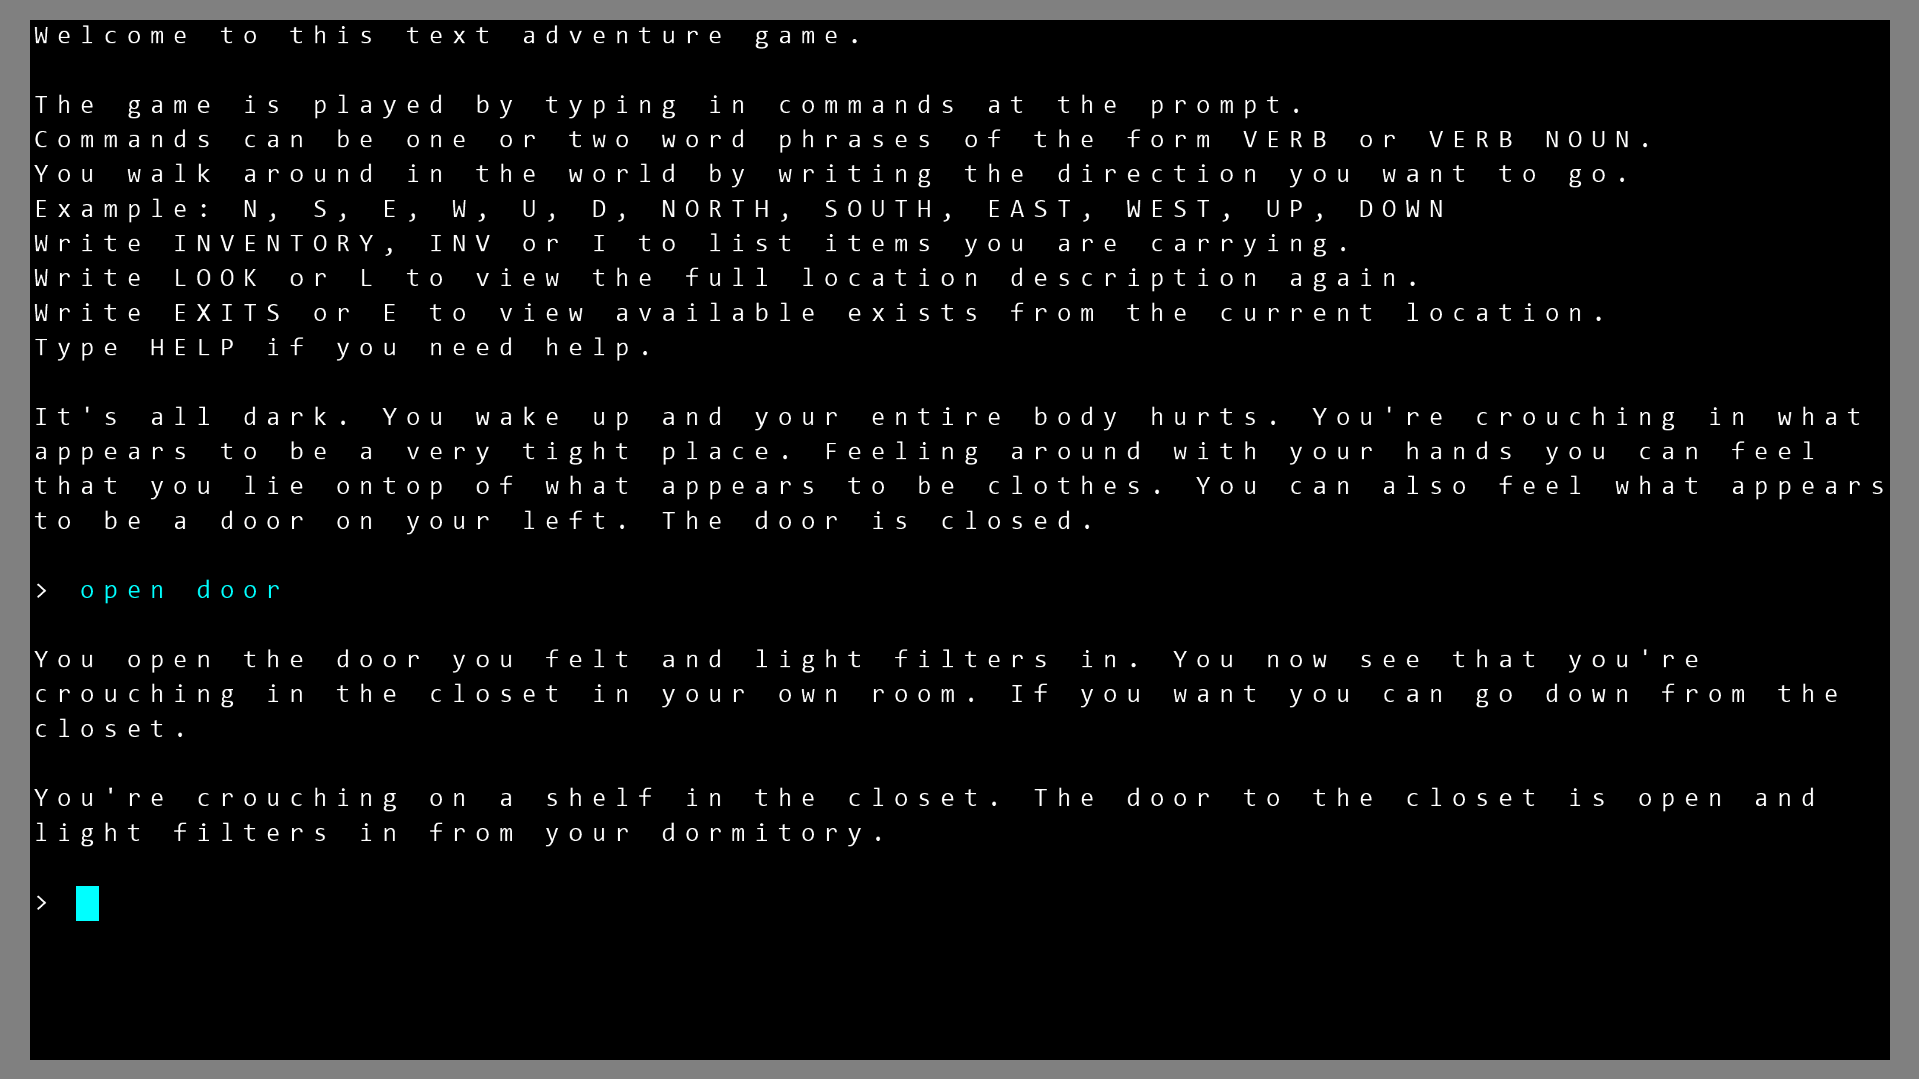 Welcome to this text adventure game.
The game is played by typing in commands at the prompt.
Commands can be one or two word phrases of the form VERB or VERB NOUN.
You walk around in the world by writing the direction you want to go.
Example: N, S, E, W, U, D, NORTH, SOUTH, EAST, WEST, UP, DOWN
Write INVENTORY, INV or I to list items you are carrying.
Write LOOK or L to view the full location description again.
Write EXITS or E to view available exists from the current location.
Type HELP if you need help.
It's all dark. You wake up and your entire body hurts. You're crouching in what
appears to be a very tight place. Feeling around with your hands you can feel
that you lie ontop of what appears to be clothes. You can also feel what appears
to be a door on your left. The door is closed.
> open door
You open the door you felt and light filters in. You now see that you're
crouching in the closet in your own room. If you want you can go down from the
closet.
You're crouching on a shelf in the closet. The door to the closet is open and
light filters in from your dormitory.
>